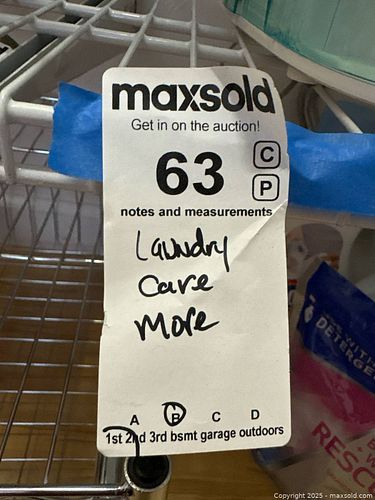 maxsold
Get in on the auction!
63
C
P
notes and measurements
Laundry
Care
More
A B C D
1st 2nd 3rd bsmt garage outdoors
WITH
DETERGE
RESC
Copyright 2025 - maxsold.com